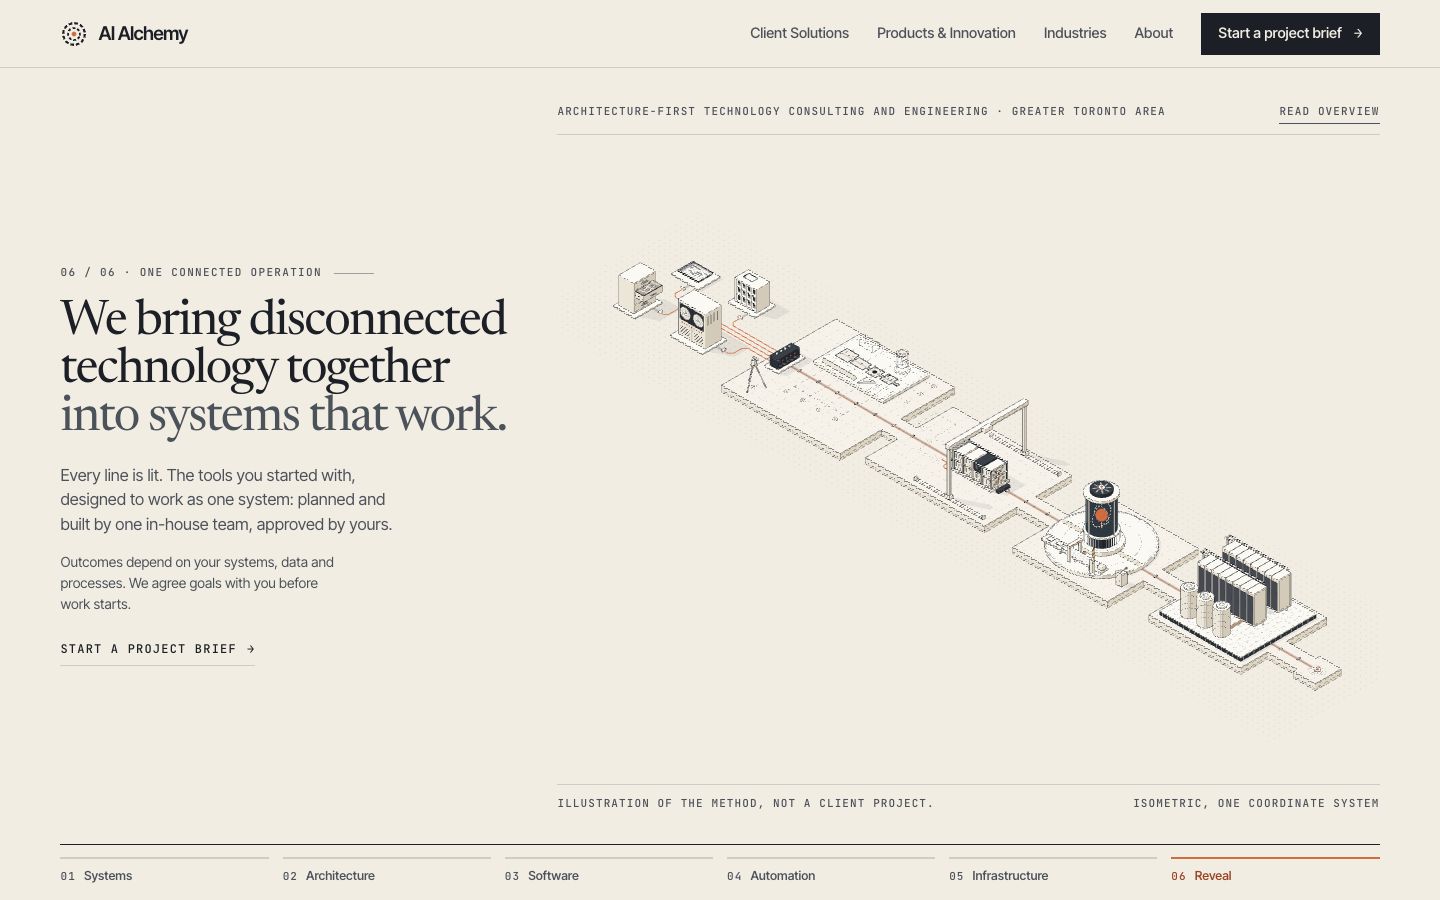 AI Alchemy
Client Solutions
Products & Innovation
Industries
About
Start a project brief →
ARCHITECTURE-FIRST TECHNOLOGY CONSULTING AND ENGINEERING · GREATER TORONTO AREA
READ OVERVIEW
06 / 06 · ONE CONNECTED OPERATION
We bring disconnected
technology together
into systems that work.
Every line is lit. The tools you started with,
designed to work as one system: planned and
built by one in-house team, approved by yours.
Outcomes depend on your systems, data and
processes. We agree goals with you before
work starts.
START A PROJECT BRIEF →
ILLUSTRATION OF THE METHOD, NOT A CLIENT PROJECT.
ISOMETRIC, ONE COORDINATE SYSTEM
01 Systems
02 Architecture
03 Software
04 Automation
05 Infrastructure
06 Reveal